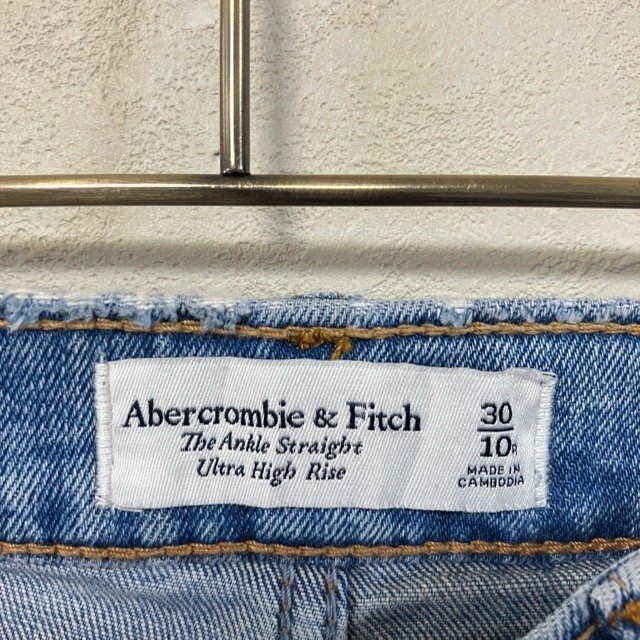 Abercrombie & Fitch
The Ankle Straight
Ultra High Rise
30
10R
MADE IN
CAMBODIA